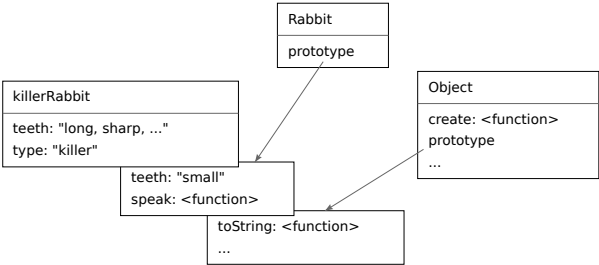 Rabbit
prototype
killerRabbit
teeth: "long, sharp, ..."
type: "killer"
Object
create: <function>
prototype
...
teeth: "small"
speak: <function>
toString: <function>
...